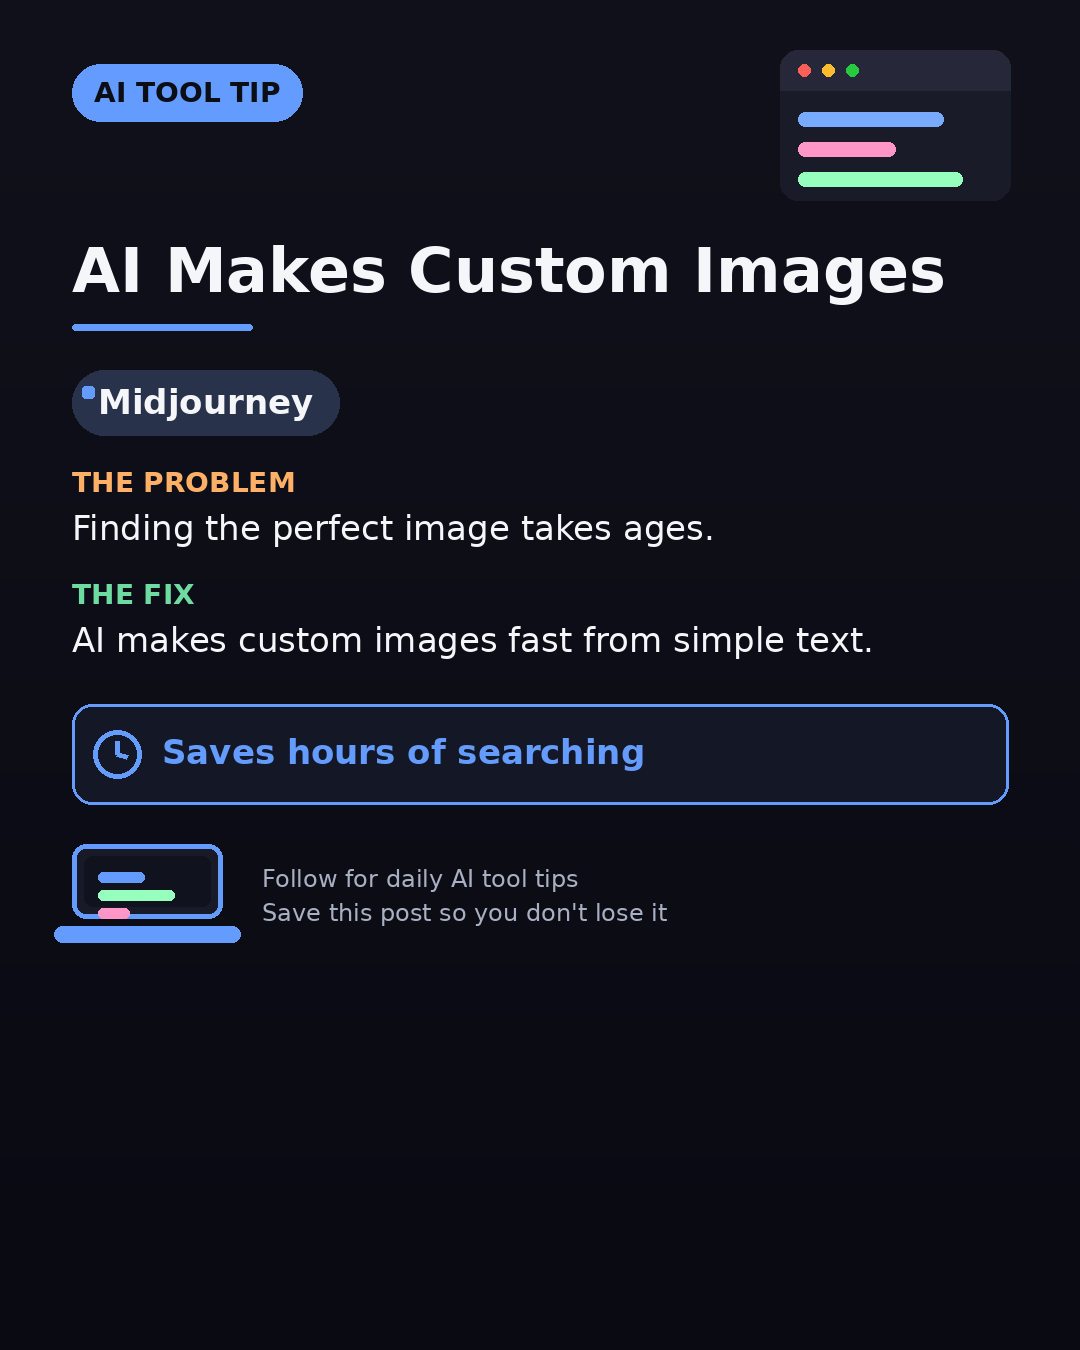 AI TOOL TIP
AI Makes Custom Images
Midjourney
THE PROBLEM
Finding the perfect image takes ages.
THE FIX
AI makes custom images fast from simple text.
Saves hours of searching
Follow for daily AI tool tips
Save this post so you don't lose it